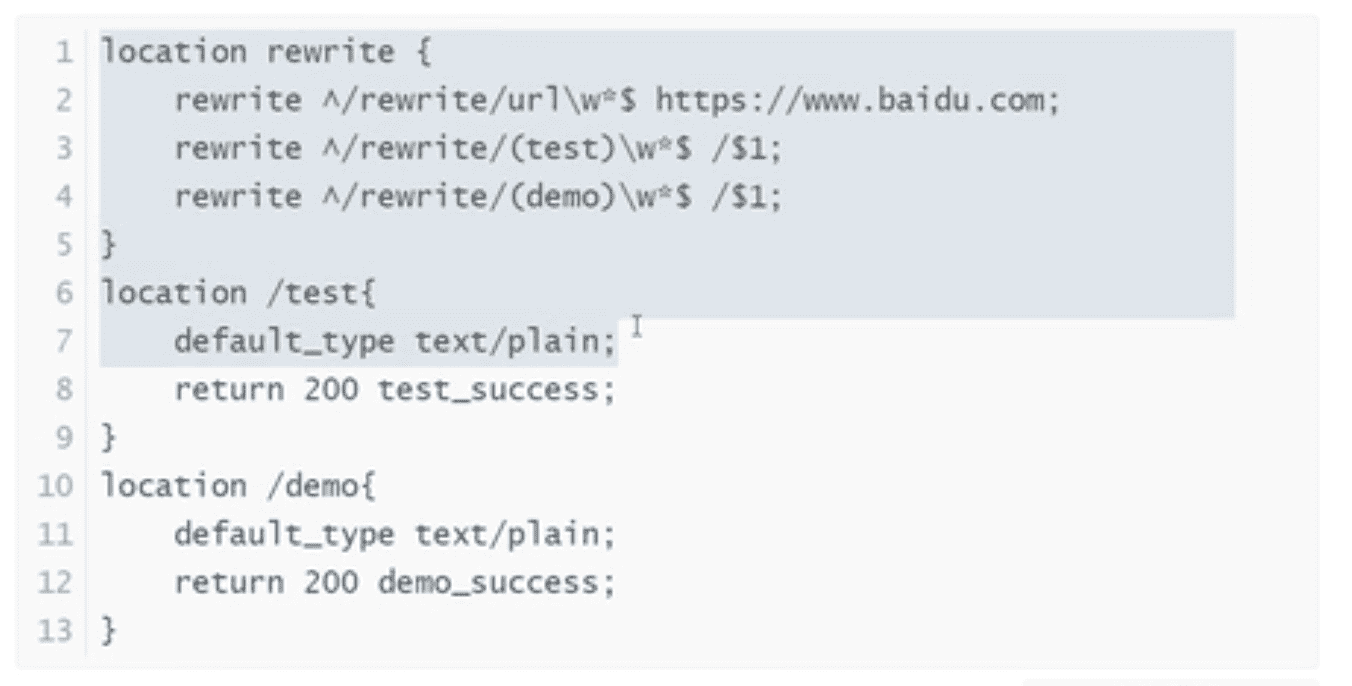 1 location rewrite {
2     rewrite ^/rewrite/url\w*$ https://www.baidu.com;
3     rewrite ^/rewrite/(test)\w*$ /$1;
4     rewrite ^/rewrite/(demo)\w*$ /$1;
5 }
6 location /test{
7     default_type text/plain;
8     return 200 test_success;
9 }
10 location /demo{
11     default_type text/plain;
12     return 200 demo_success;
13 }